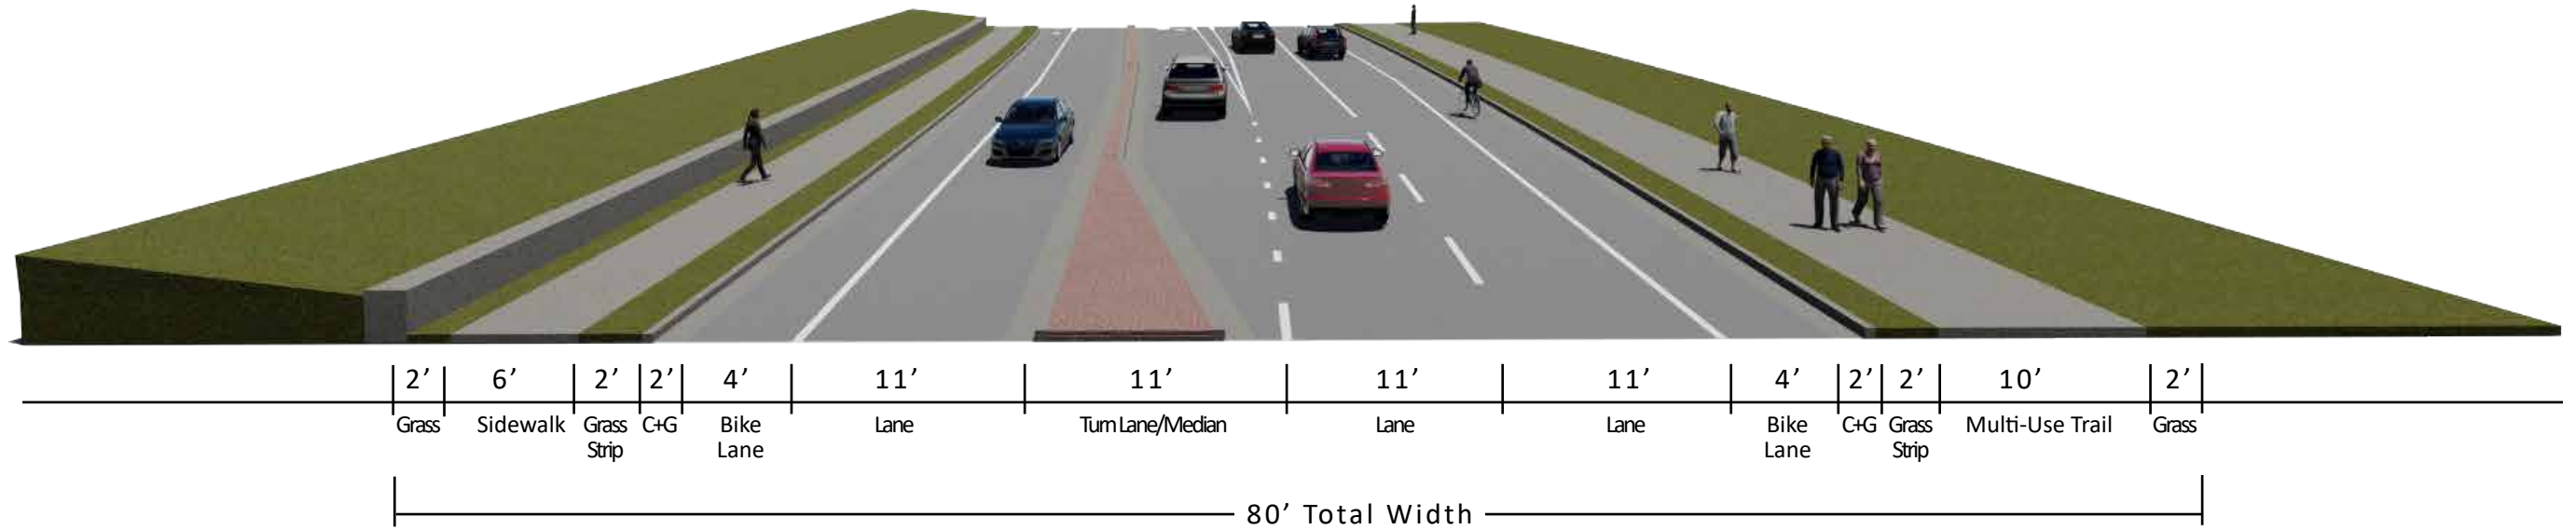 2’ 6’ 2’ 2’ 4’ 11’ 11’ 11’ 11’ 4’ 2’ 2’ 10’ 2’
Grass Sidewalk Grass C+G Bike Lane Turn Lane/Median Lane Lane Bike C+G Grass Multi-Use Trail Grass
Strip Lane Lane Strip
80’ Total Width